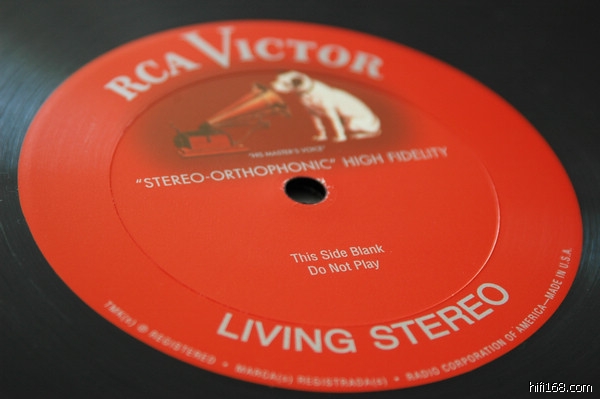 RCA VICTOR
"HIS MASTER'S VOICE"
"STEREO-ORTHOPHONIC" HIGH FIDELITY
This Side Blank
Do Not Play
LIVING STEREO
TMK(s) ® REGISTERED • MARCA(s) REGISTRADA(s) • RADIO CORPORATION OF AMERICA—MADE IN U.S.A.
hifi168.com